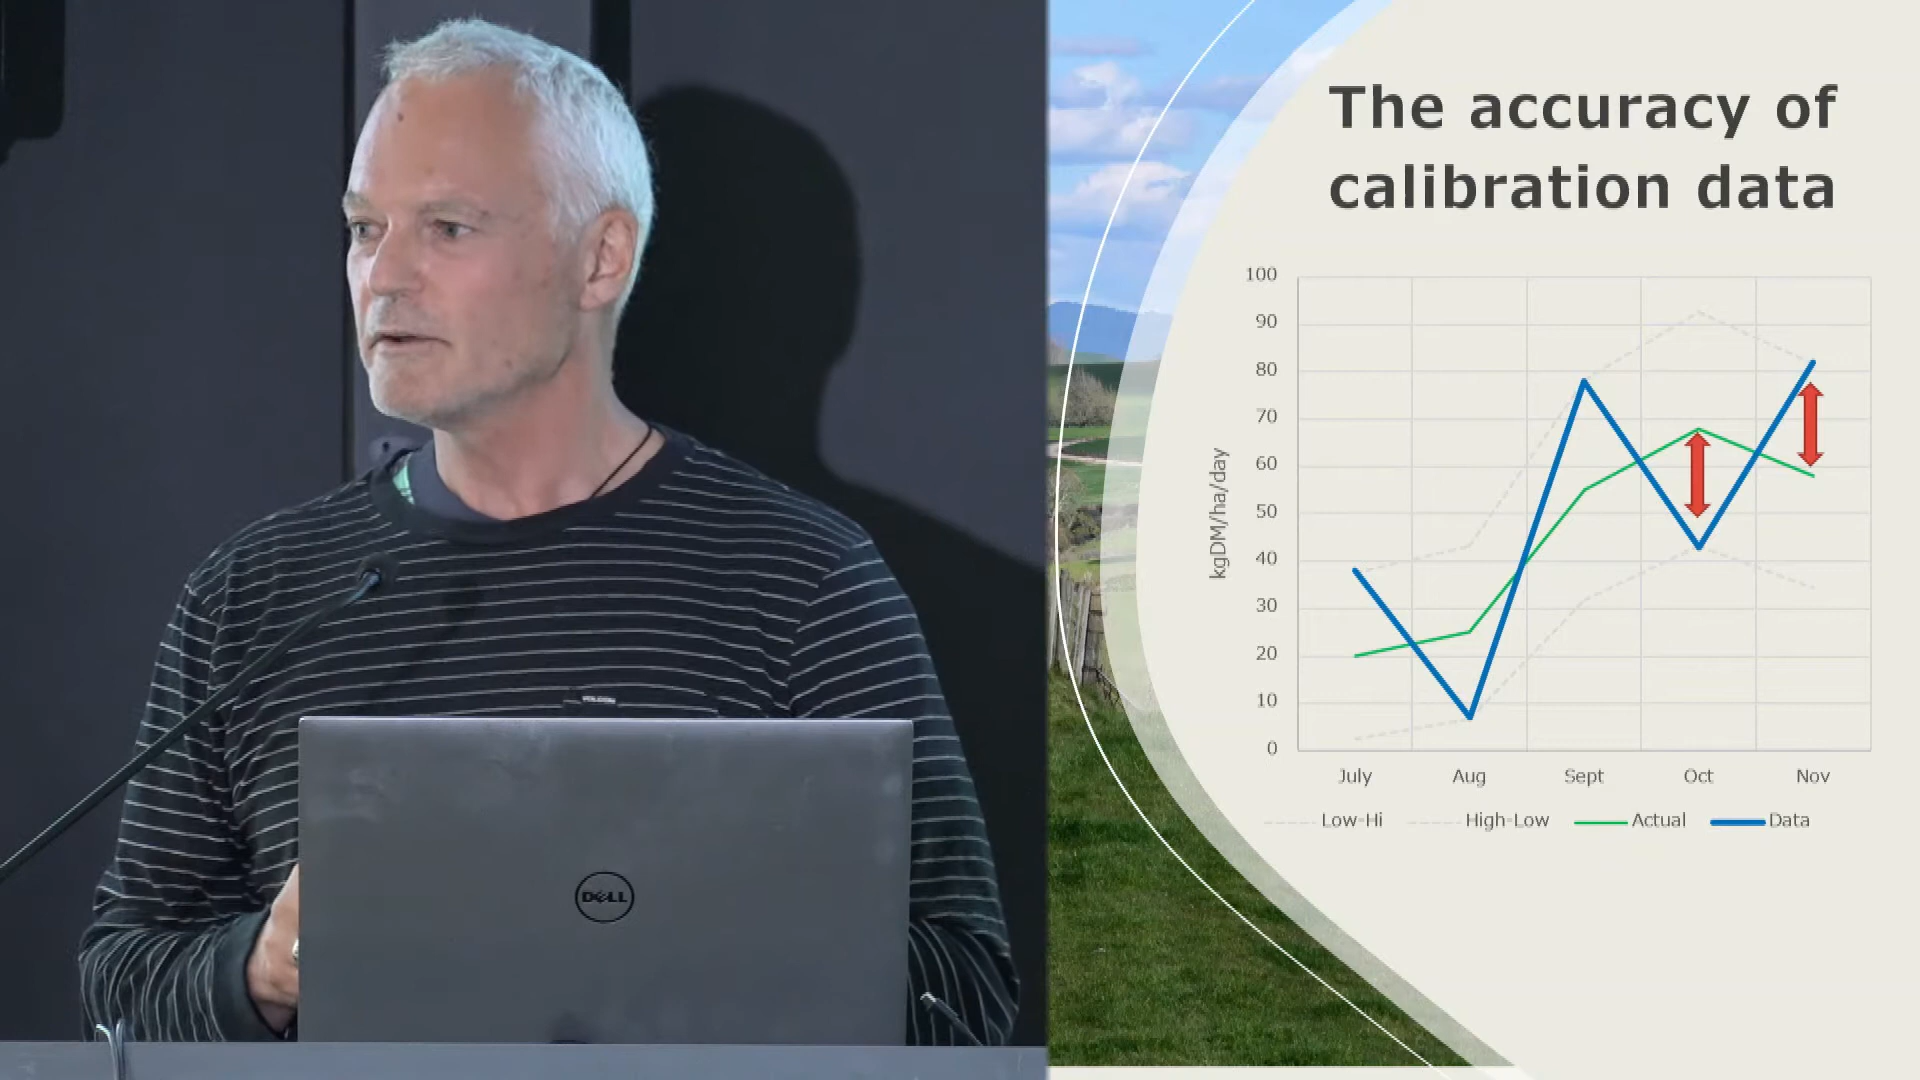 The accuracy of
calibration data
100
90
80
70
60
50
40
30
20
10
0
kgDM/ha/day
July Aug Sept Oct Nov
Low-Hi High-Low Actual Data
VOLCOM
DELL